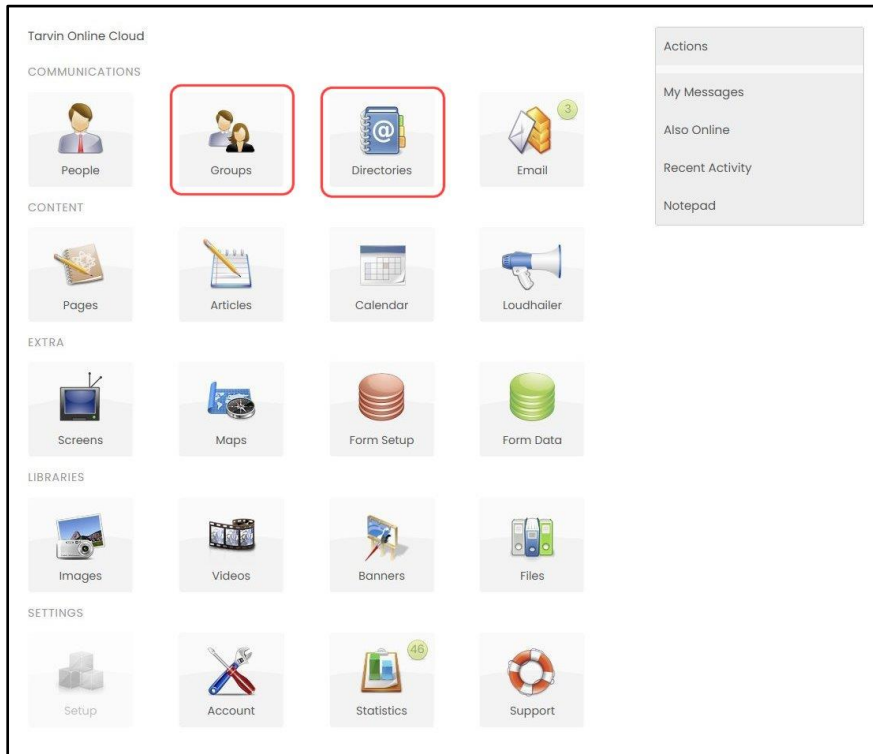 Tarvin Online Cloud
COMMUNICATIONS
People
Groups
@
Directories
3
Email
CONTENT
Pages
Articles
Calendar
Loudhailer
EXTRA
Screens
Maps
Form Setup
Form Data
LIBRARIES
Images
Videos
Banners
Files
SETTINGS
Setup
Account
46
Statistics
Support
Actions
My Messages
Also Online
Recent Activity
Notepad